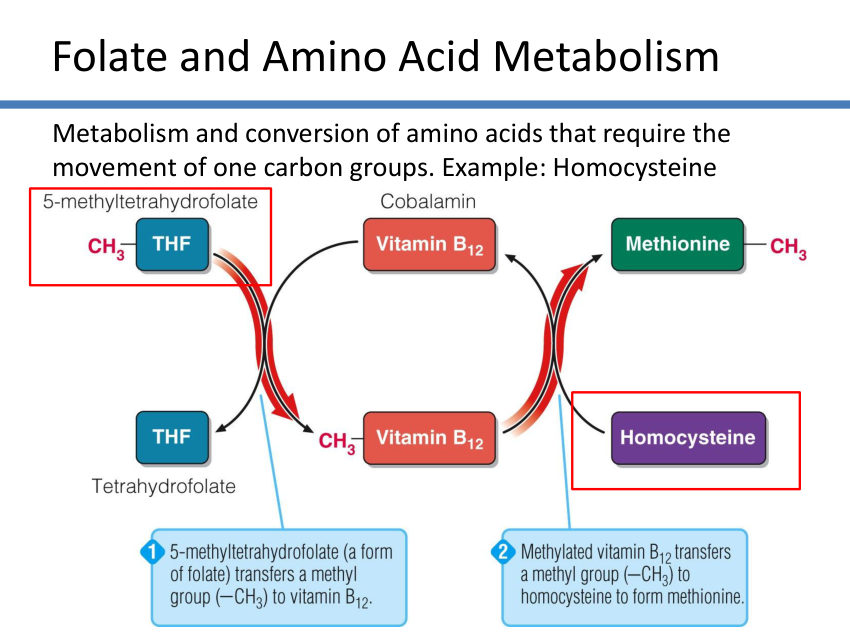 Folate and Amino Acid Metabolism
Metabolism and conversion of amino acids that require the
movement of one carbon groups. Example: Homocysteine
5-methyltetrahydrofolate
Cobalamin
CH₃
THF
Vitamin B₁₂
Methionine
CH₃
THF
CH₃
Vitamin B₁₂
Homocysteine
Tetrahydrofolate
1 5-methyltetrahydrofolate (a form
of folate) transfers a methyl
group (—CH₃) to vitamin B₁₂.
2 Methylated vitamin B₁₂ transfers
a methyl group (—CH₃) to
homocysteine to form methionine.